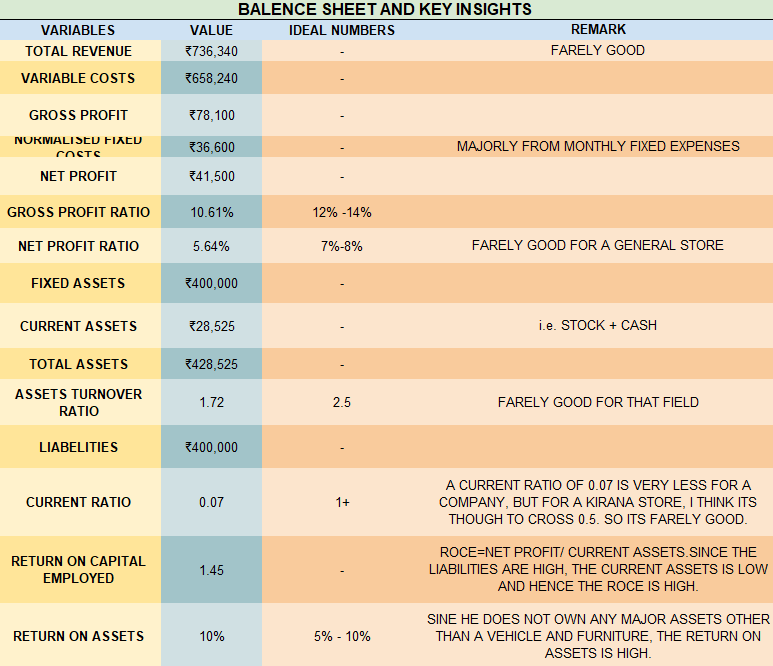 BALENCE SHEET AND KEY INSIGHTS
VARIABLES VALUE IDEAL NUMBERS REMARK
TOTAL REVENUE ₹736,340 - FARELY GOOD
VARIABLE COSTS ₹658,240 -
GROSS PROFIT ₹78,100 -
NORMALISED FIXED
COSTS ₹36,600 - MAJORLY FROM MONTHLY FIXED EXPENSES
NET PROFIT ₹41,500 -
GROSS PROFIT RATIO 10.61% 12% -14%
NET PROFIT RATIO 5.64% 7%-8% FARELY GOOD FOR A GENERAL STORE
FIXED ASSETS ₹400,000 -
CURRENT ASSETS ₹28,525 - i.e. STOCK + CASH
TOTAL ASSETS ₹428,525 -
ASSETS TURNOVER
RATIO 1.72 2.5 FARELY GOOD FOR THAT FIELD
LIABELITIES ₹400,000 -
CURRENT RATIO 0.07 1+
A CURRENT RATIO OF 0.07 IS VERY LESS FOR A
COMPANY, BUT FOR A KIRANA STORE, I THINK ITS
THOUGH TO CROSS 0.5. SO ITS FARELY GOOD.
RETURN ON CAPITAL
EMPLOYED 1.45 -
ROCE=NET PROFIT/ CURRENT ASSETS.SINCE THE
LIABILITIES ARE HIGH, THE CURRENT ASSETS IS LOW
AND HENCE THE ROCE IS HIGH.
RETURN ON ASSETS 10% 5% - 10%
SINE HE DOES NOT OWN ANY MAJOR ASSETS OTHER
THAN A VEHICLE AND FURNITURE, THE RETURN ON
ASSETS IS HIGH.